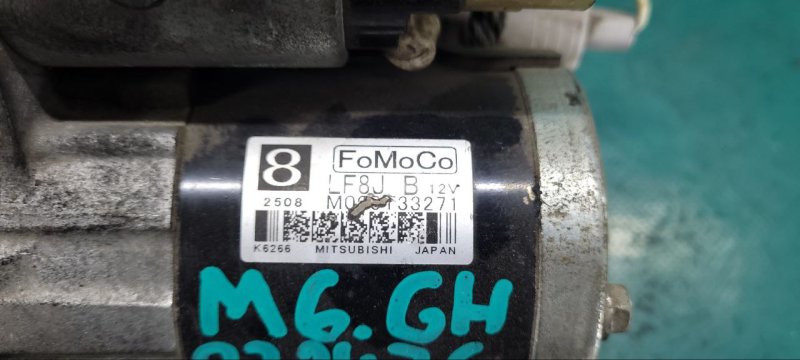 8 FoMoCo
LF8J B 12V
2508
K6266 MITSUBISHI JAPAN
M6.GH